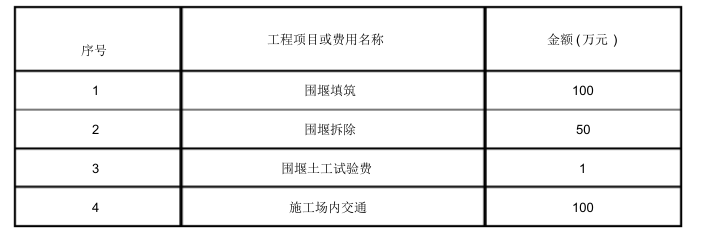 序号 工程项目或费用名称 金额(万元 )
1 围堰填筑 100
2 围堰拆除 50
3 围堰土工试验费 1
4 施工场内交通 100